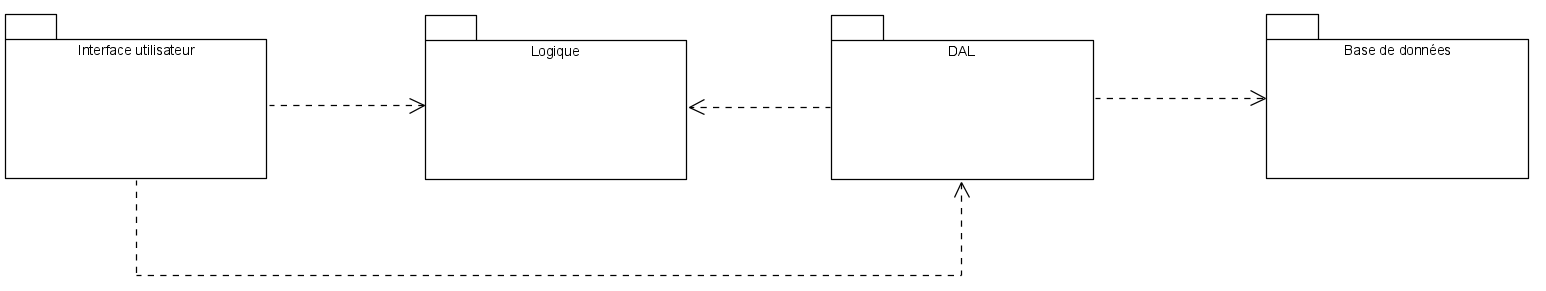 Interface utilisateur
Logique
DAL
Base de données